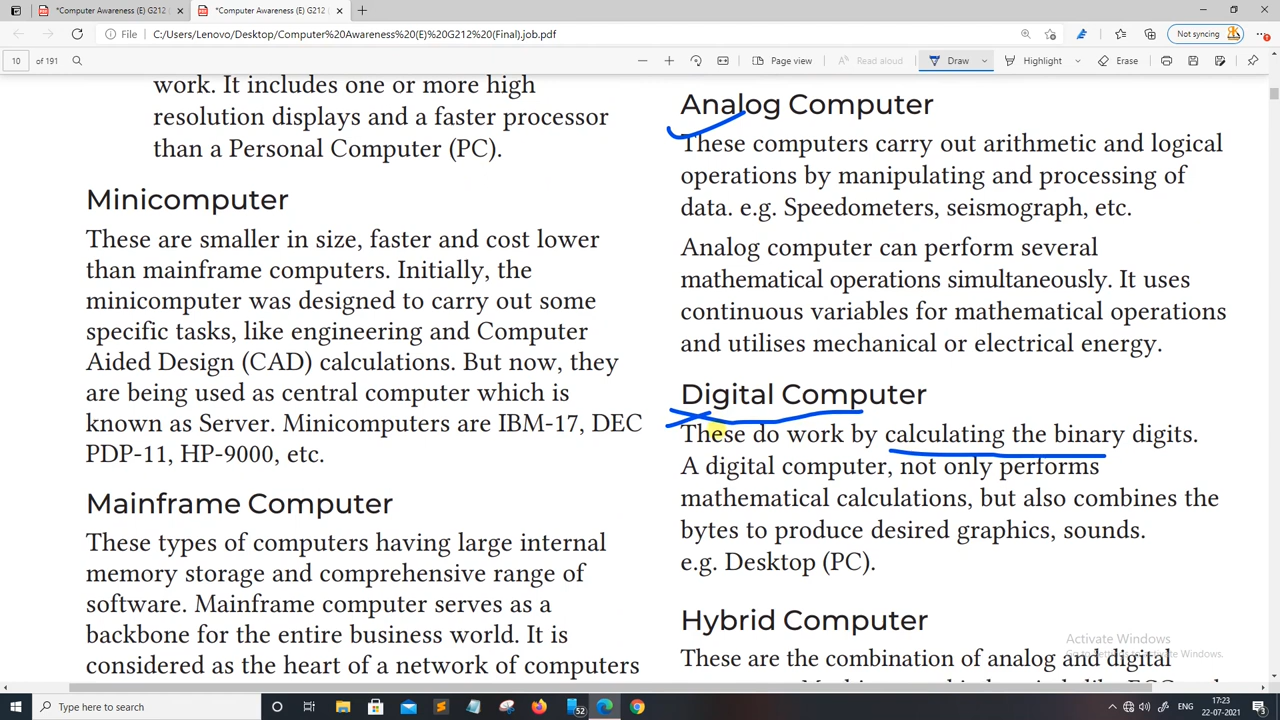 *Computer Awareness (E) G212
*Computer Awareness (E) G212
File
C:/Users/Lenovo/Desktop/Computer%20Awareness%20(E)%20G212%20(Final).job.pdf
Not syncing
10 of 191
Page view
Read aloud
Draw
Highlight
Erase
work. It includes one or more high
resolution displays and a faster processor
than a Personal Computer (PC).
Minicomputer
These are smaller in size, faster and cost lower
than mainframe computers. Initially, the
minicomputer was designed to carry out some
specific tasks, like engineering and Computer
Aided Design (CAD) calculations. But now, they
are being used as central computer which is
known as Server. Minicomputers are IBM-17, DEC
PDP-11, HP-9000, etc.
Mainframe Computer
These types of computers having large internal
memory storage and comprehensive range of
software. Mainframe computer serves as a
backbone for the entire business world. It is
considered as the heart of a network of computers
Analog Computer
These computers carry out arithmetic and logical
operations by manipulating and processing of
data. e.g. Speedometers, seismograph, etc.
Analog computer can perform several
mathematical operations simultaneously. It uses
continuous variables for mathematical operations
and utilises mechanical or electrical energy.
Digital Computer
These do work by calculating the binary digits.
A digital computer, not only performs
mathematical calculations, but also combines the
bytes to produce desired graphics, sounds.
e.g. Desktop (PC).
Hybrid Computer
These are the combination of analog and digital
Activate Windows
Go to Settings to activate Windows.
Type here to search
52
ENG
17:23
22-07-2021